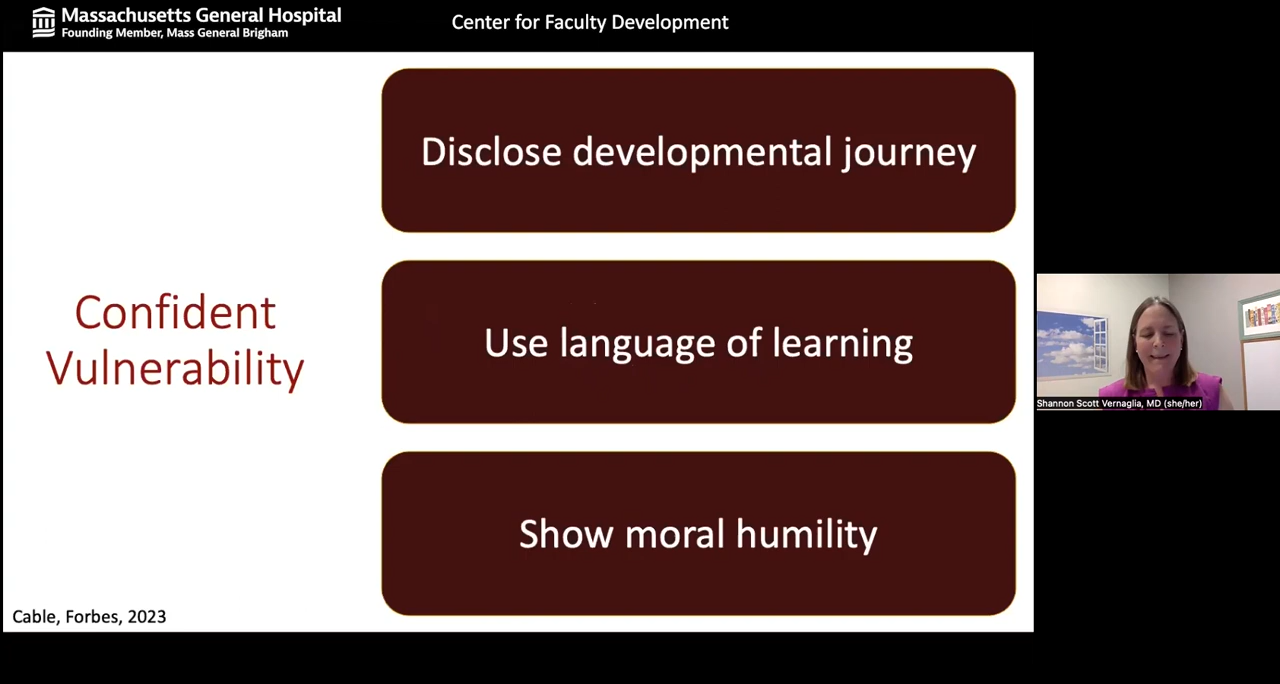 Massachusetts General Hospital
Founding Member, Mass General Brigham
Center for Faculty Development
Confident
Vulnerability
Disclose developmental journey
Use language of learning
Show moral humility
Cable, Forbes, 2023
Shannon Scott Vernaglia, MD (she/her)